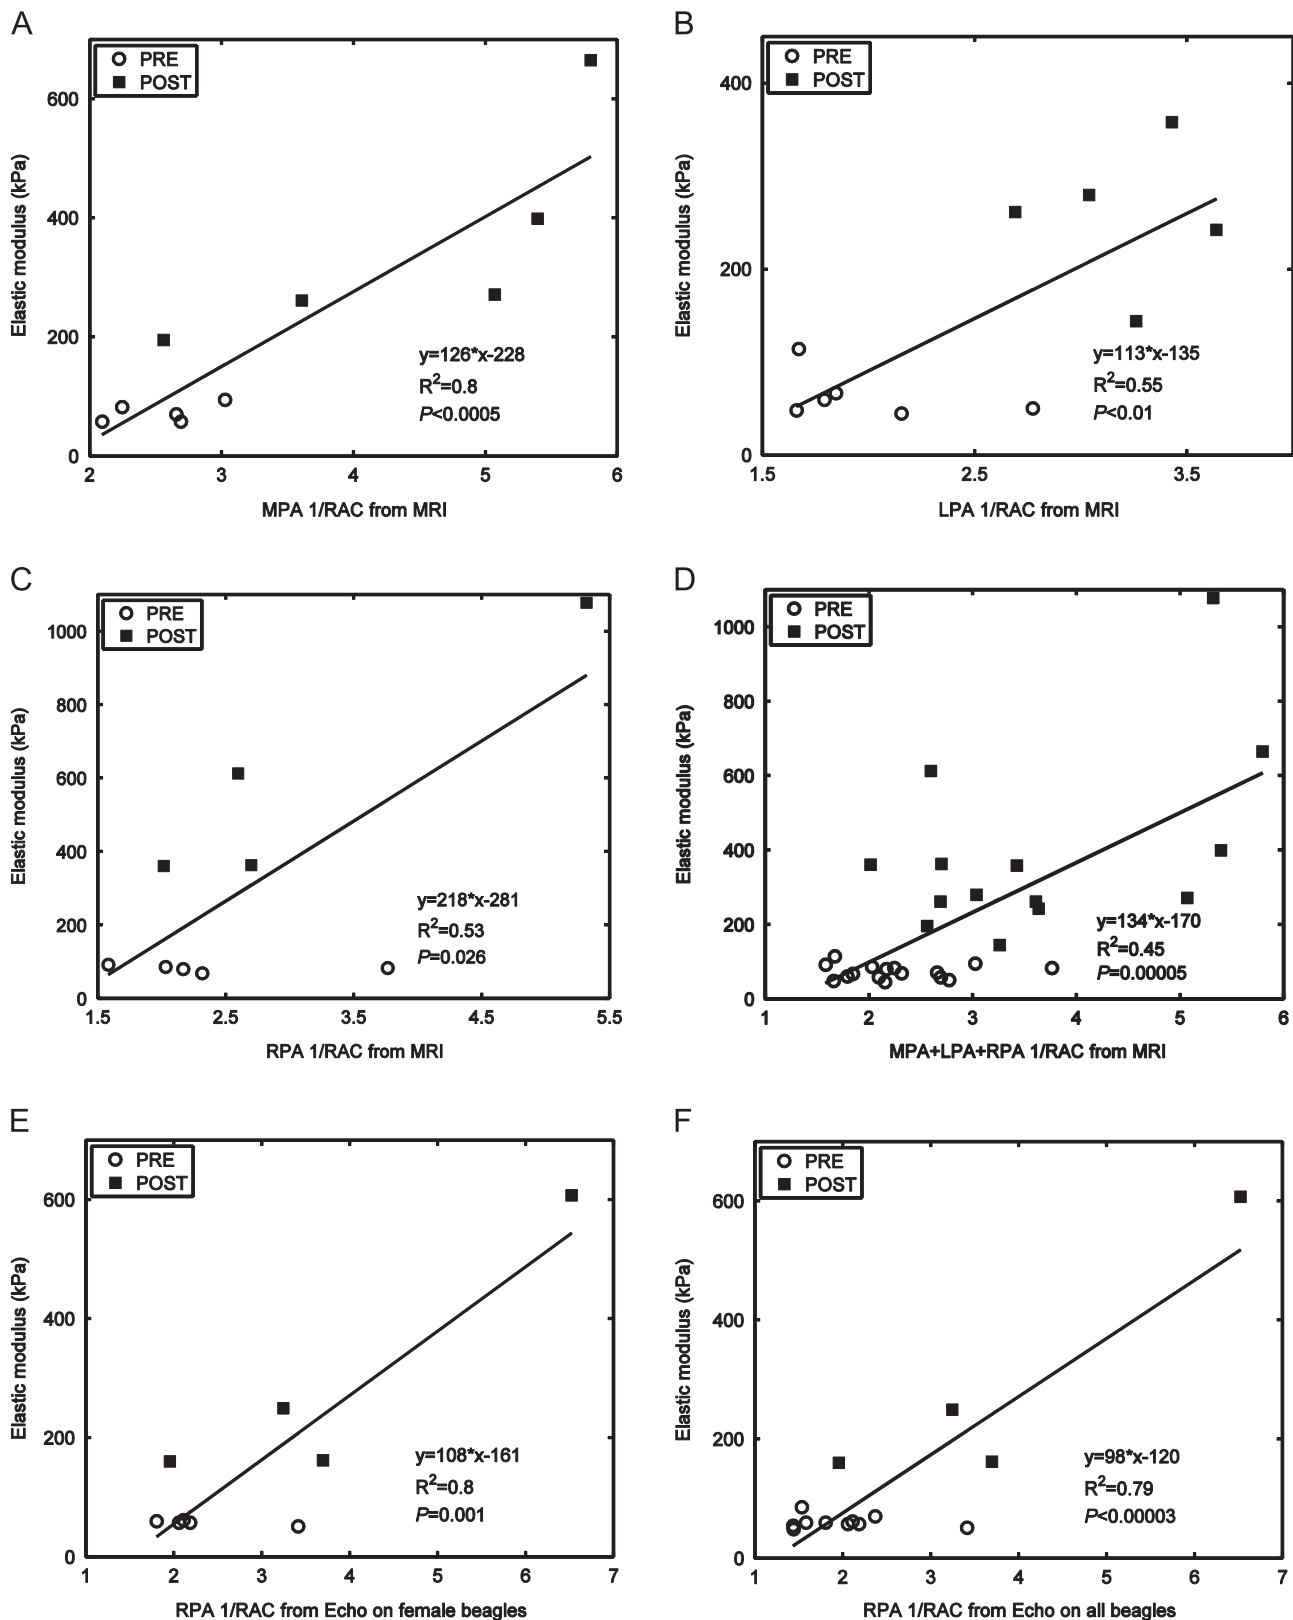 A
PRE
POST
600
400
200
0
2
3
4
5
6
Elastic modulus (kPa)
y=126*x-228
R²=0.8
P<0.0005
MPA 1/RAC from MRI
B
PRE
POST
400
200
0
1.5
2.5
3.5
Elastic modulus (kPa)
y=113*x-135
R²=0.55
P<0.01
LPA 1/RAC from MRI
C
PRE
POST
1000
800
600
400
200
0
1.5
2.5
3.5
4.5
5.5
Elastic modulus (kPa)
y=218*x-281
R²=0.53
P=0.026
RPA 1/RAC from MRI
D
PRE
POST
1000
800
600
400
200
0
1
2
3
4
5
6
Elastic modulus (kPa)
y=134*x-170
R²=0.45
P=0.00005
MPA+LPA+RPA 1/RAC from MRI
E
PRE
POST
600
400
200
0
1
2
3
4
5
6
7
Elastic modulus (kPa)
y=108*x-161
R²=0.8
P=0.001
RPA 1/RAC from Echo on female beagles
F
PRE
POST
600
400
200
0
1
2
3
4
5
6
7
Elastic modulus (kPa)
y=98*x-120
R²=0.79
P<0.00003
RPA 1/RAC from Echo on all beagles